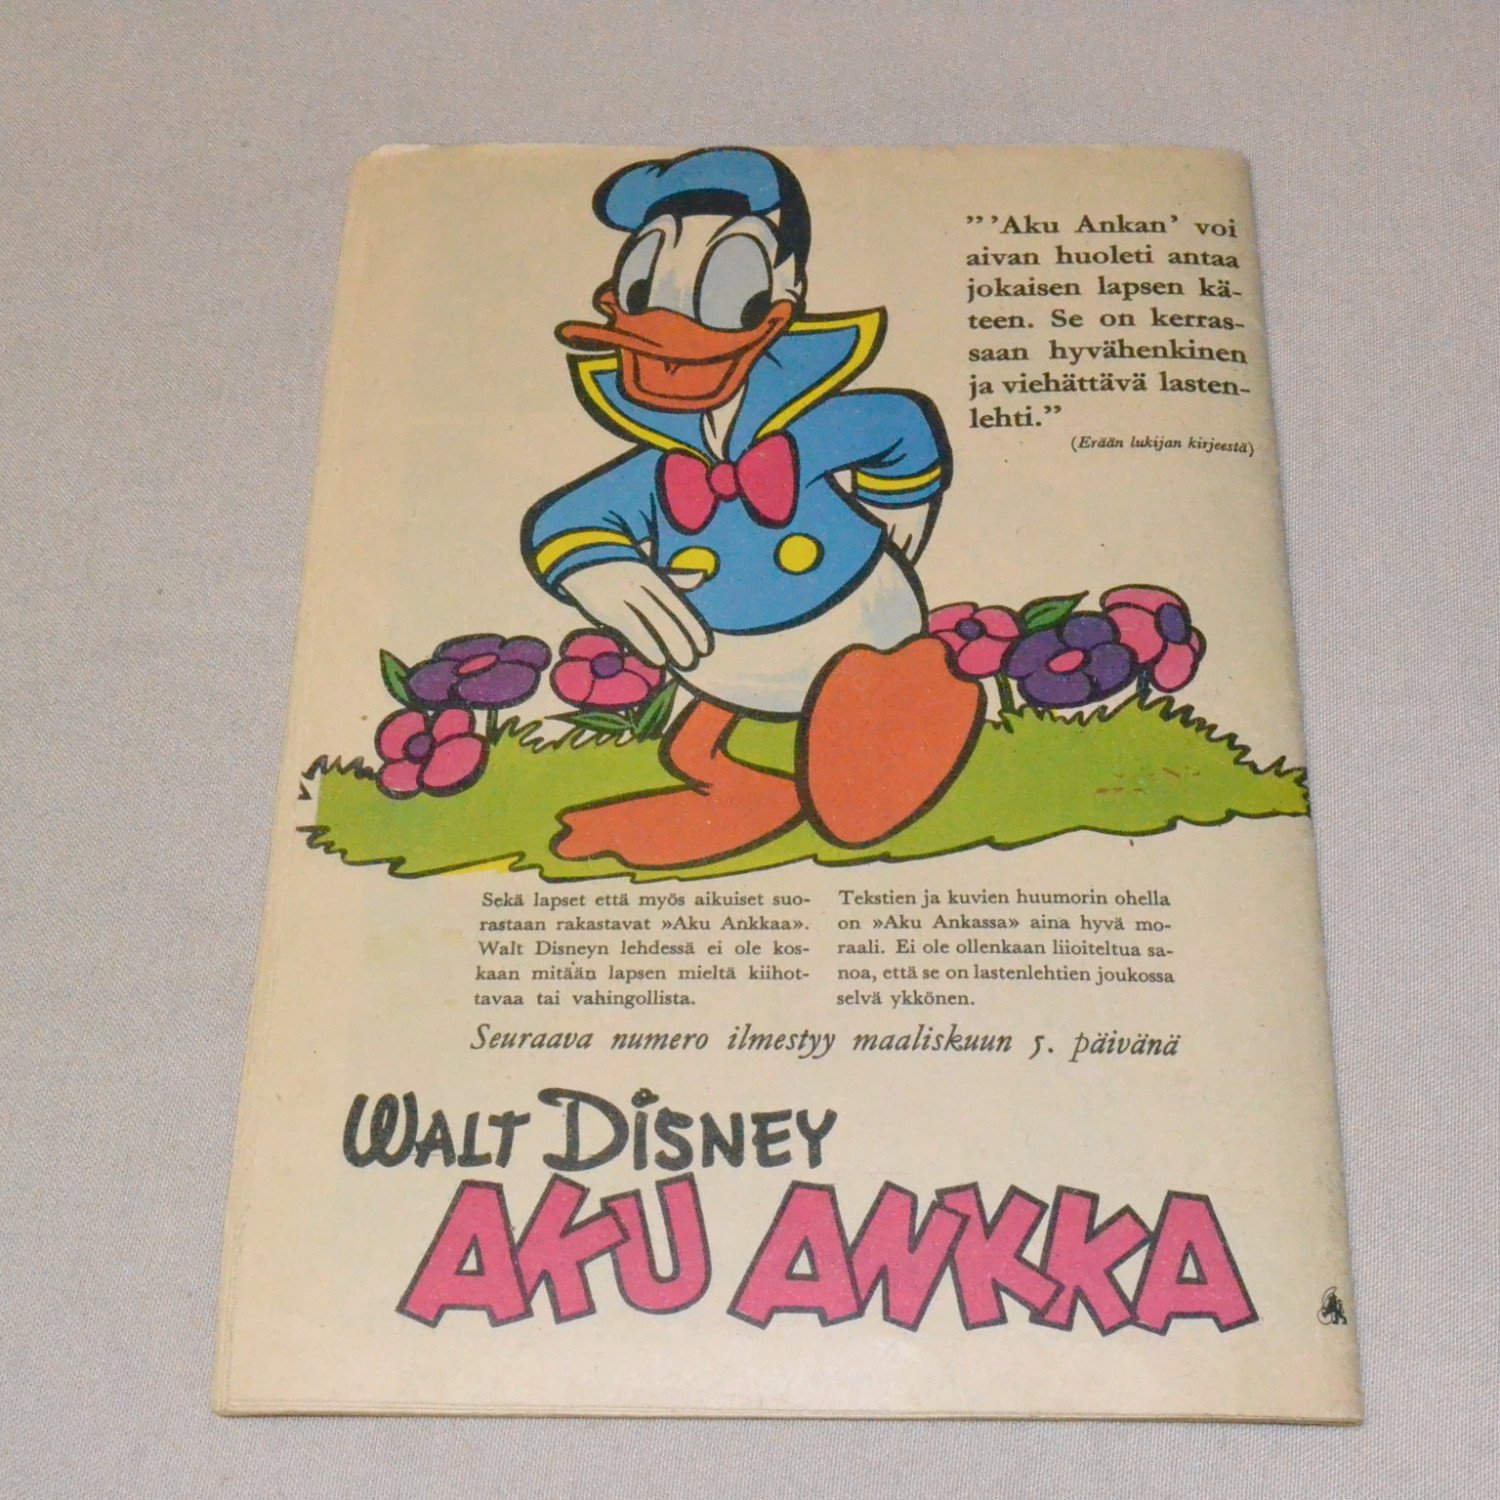 ”’Aku Ankan’ voi
aivan huoleti antaa
jokaisen lapsen kä-
teen. Se on kerras-
saan hyvähenkinen
ja viehättävä lasten-
lehti.”
(Erään lukijan kirjeestä)
Sekä lapset että myös aikuiset suo-
rastaan rakastavat »Aku Ankkaa».
Walt Disneyn lehdessä ei ole kos-
kaan mitään lapsen mieltä kiihot-
tavaa tai vahingollista.
Tekstien ja kuvien huumorin ohella
on »Aku Ankassa» aina hyvä mo-
raali. Ei ole ollenkaan liioiteltua sa-
noa, että se on lastenlehtien joukossa
selvä ykkönen.
Seuraava numero ilmestyy maaliskuun 5. päivänä
WALT DISNEY
AKU ANKKA